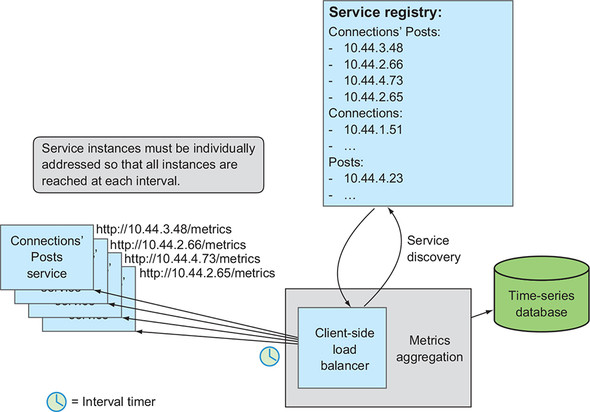 Service registry:
Connections' Posts:
- 10.44.3.48
- 10.44.2.66
- 10.44.4.73
- 10.44.2.65
Connections:
- 10.44.1.51
- …
Posts:
- 10.44.4.23
- …
Service instances must be individually
addressed so that all instances are
reached at each interval.
http://10.44.3.48/metrics
http://10.44.2.66/metrics
http://10.44.4.73/metrics
http://10.44.2.65/metrics
Connections'
Posts
service
Service
discovery
Time-series
database
Client-side
load
balancer
Metrics
aggregation
= Interval timer